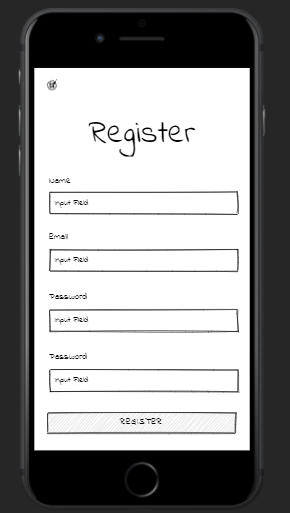 Register
Name
Input Field
Email
Input Field
Password
Input Field
Password
Input Field
REGISTER